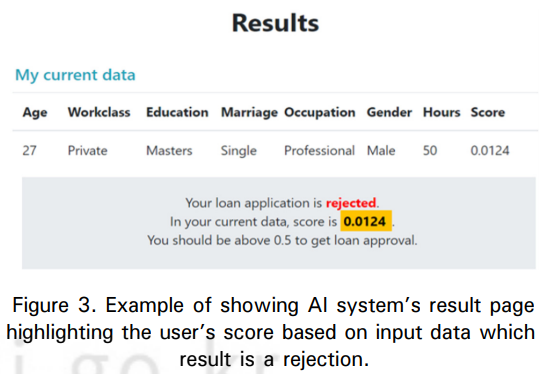 Results
My current data
Age Workclass Education Marriage Occupation Gender Hours Score
27 Private Masters Single Professional Male 50 0.0124
Your loan application is rejected.
In your current data, score is 0.0124 .
You should be above 0.5 to get loan approval.
Figure 3. Example of showing AI system's result page
highlighting the user's score based on input data which
result is a rejection.